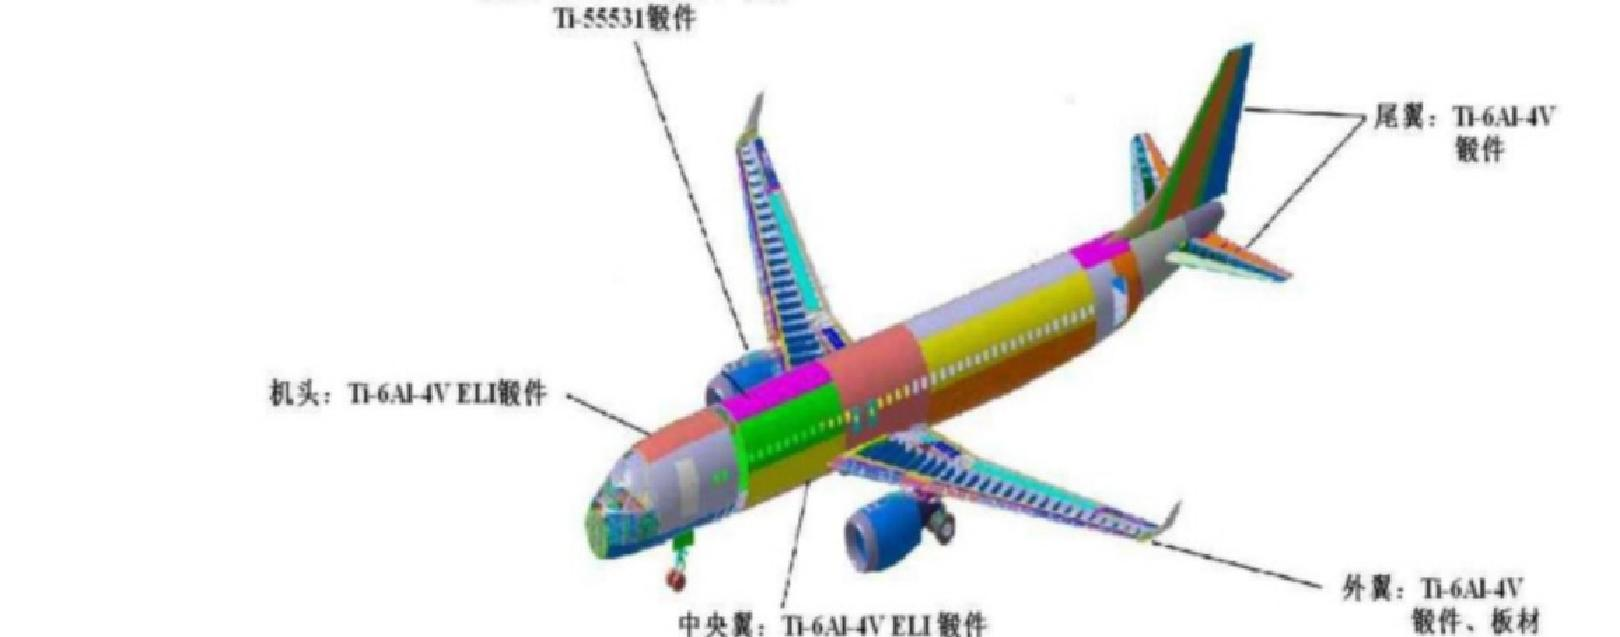 Ti-55531锻件
尾翼：Ti-6Al-4V
锻件
机头：Ti-6Al-4V ELI锻件
外翼：Ti-6Al-4V
锻件、板材
中央翼：Ti-6Al-4V ELI 锻件